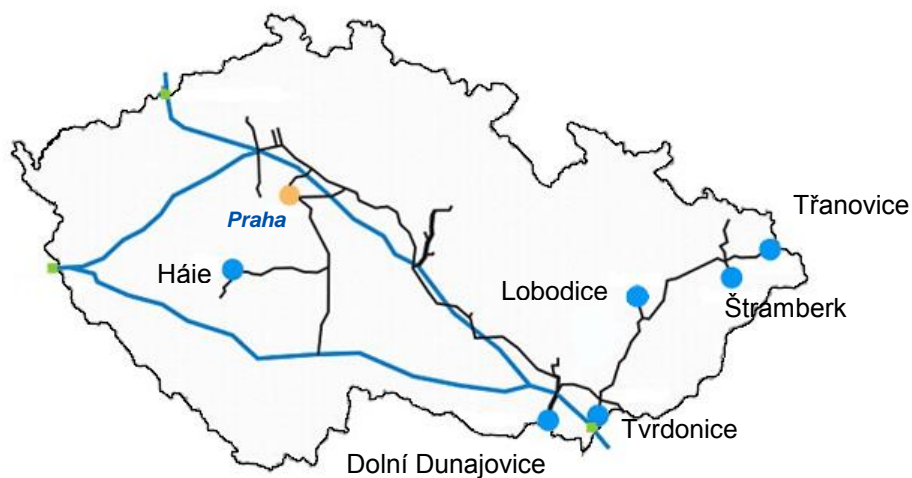 Třanovice
Praha
Háie
Lobodice
Štramberk
Tvrdonice
Dolní Dunajovice